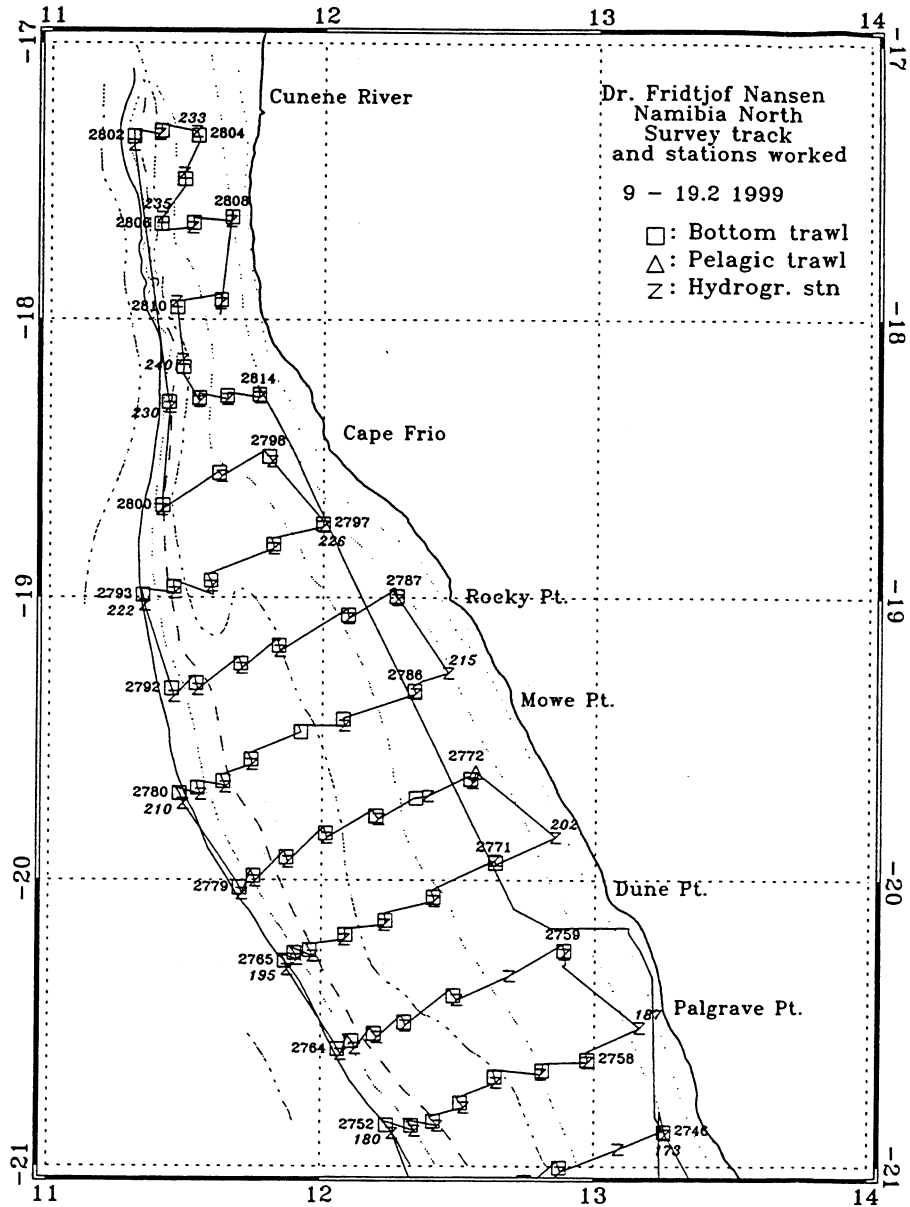 11 12 13 14
-17 -17
Cunene River
Dr. Fridtjof Nansen
Namibia North
Survey track
and stations worked
9 - 19.2 1999
□: Bottom trawl
△: Pelagic trawl
Z: Hydrogr. stn
233
2802 2804
235 2808
2806
2810
-18 -18
240
2814
230
Cape Frio
2798
2800
2797
226
2787
2793
-19 -19
222
Rocky Pt.
215
2792 2786
Mowe Pt.
2772
2780
210
202
2771
2779
-20 -20
Dune Pt.
2759
2765
195
187 Palgrave Pt.
2764 2758
2752 2746
180 173
-21 -21
11 12 13 14